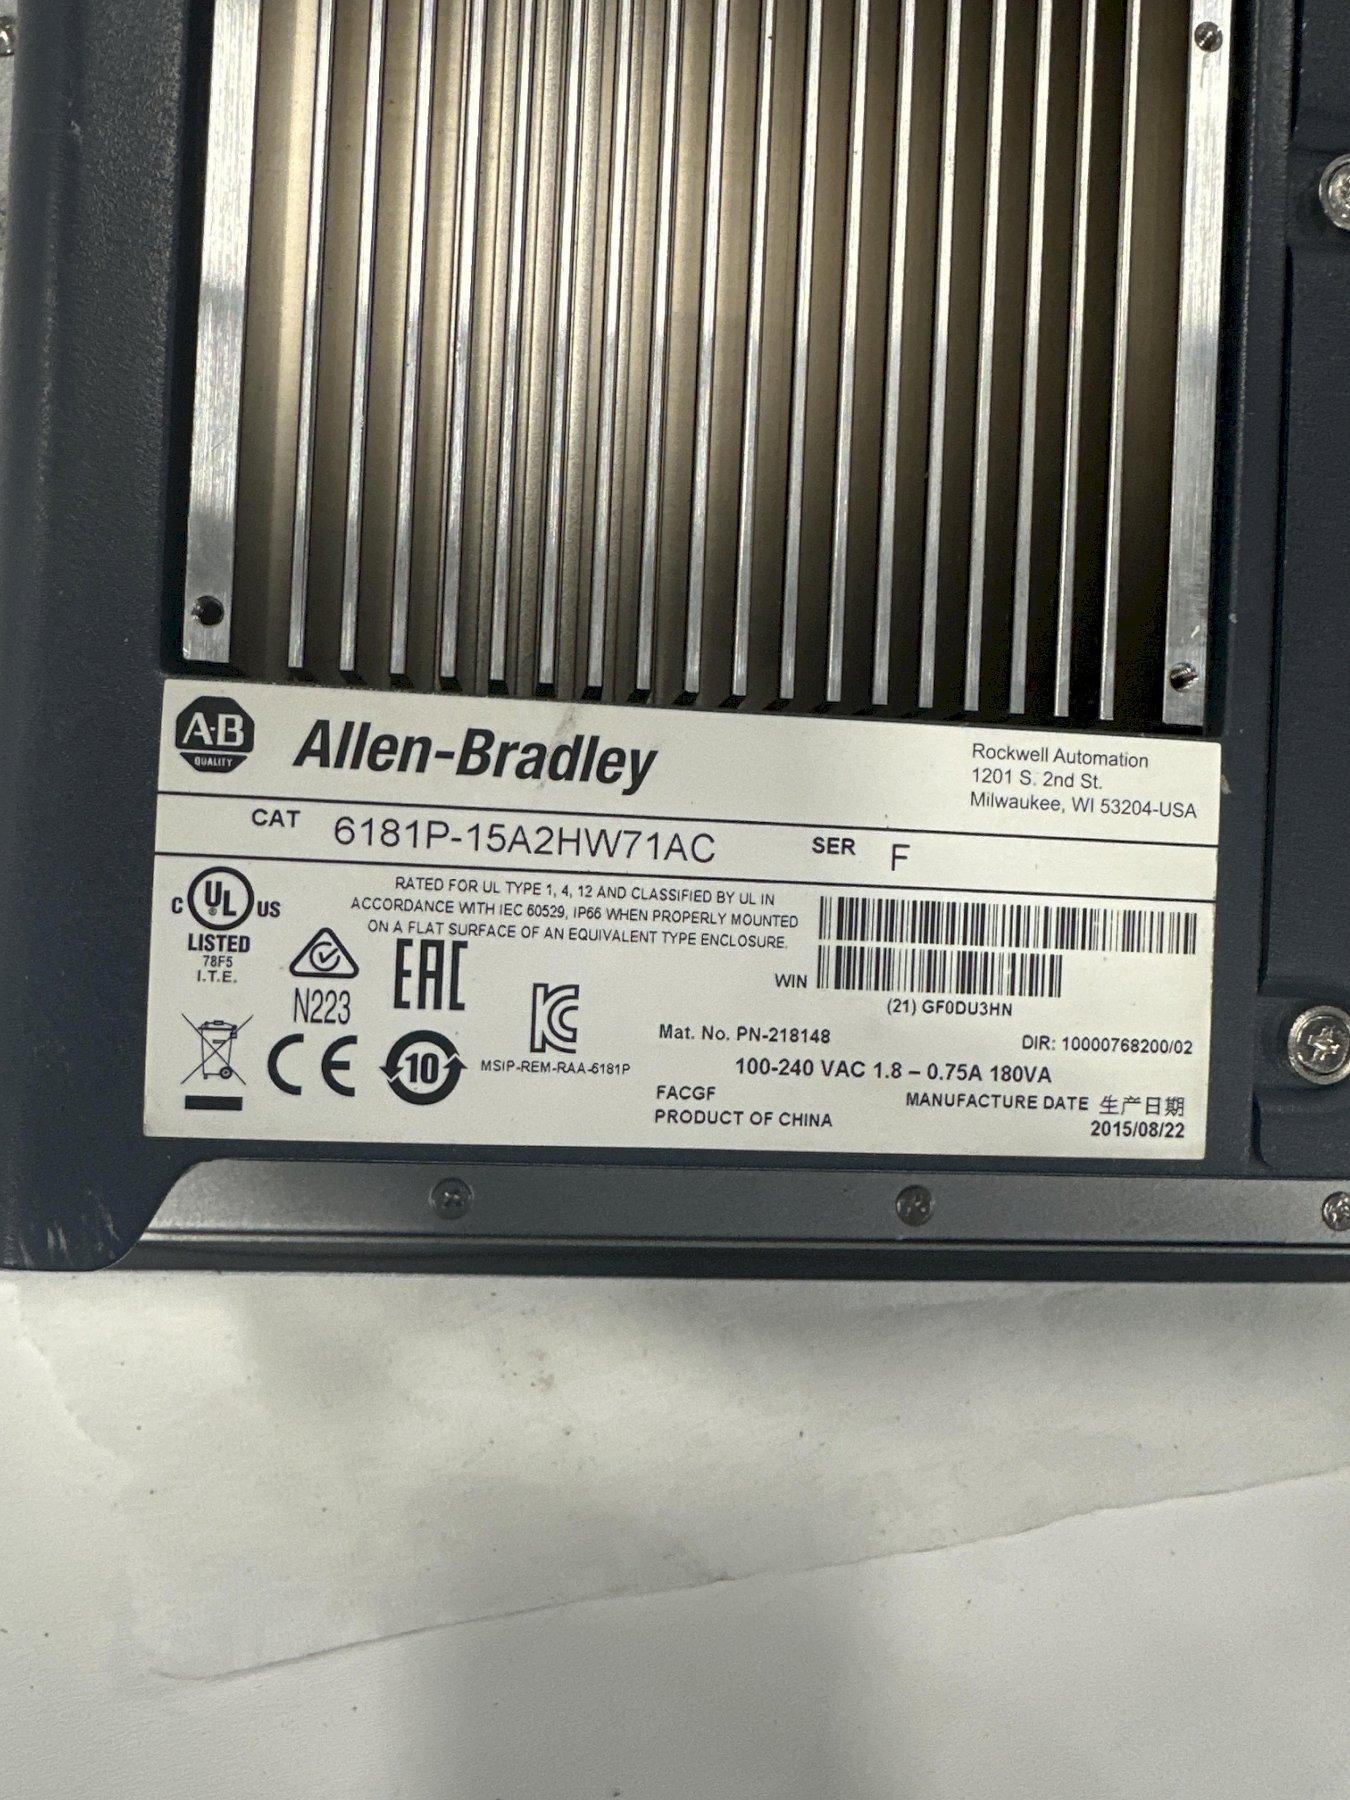 A-B
QUALITY
Allen-Bradley
Rockwell Automation
1201 S. 2nd St.
Milwaukee, WI 53204-USA
CAT 6181P-15A2HW71AC SER F
C UL US
LISTED
78F5
I.T.E.
RATED FOR UL TYPE 1, 4, 12 AND CLASSIFIED BY UL IN
ACCORDANCE WITH IEC 60529, IP66 WHEN PROPERLY MOUNTED
ON A FLAT SURFACE OF AN EQUIVALENT TYPE ENCLOSURE.
N223
EAC
WIN
(21) GF0DU3HN
CE
10
KC
MSIP-REM-RAA-6181P
Mat. No. PN-218148
DIR: 10000768200/02
100-240 VAC 1.8 – 0.75A 180VA
FACGF
PRODUCT OF CHINA
MANUFACTURE DATE 生产日期
2015/08/22